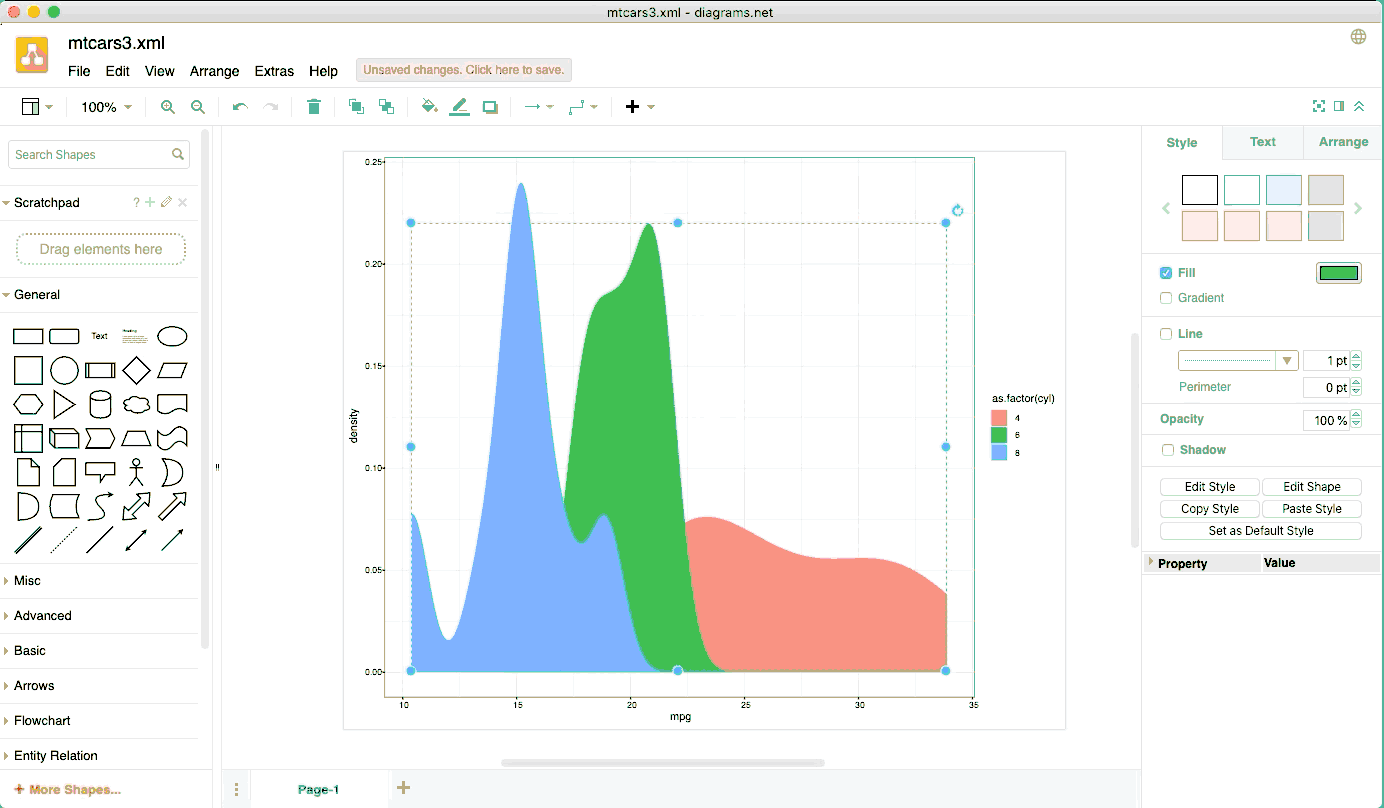 mtcars3.xml - diagrams.net
mtcars3.xml
File Edit View Arrange Extras Help Unsaved changes. Click here to save.
100%
Search Shapes
Scratchpad ?
Drag elements here
General
Text Heading
Misc
Advanced
Basic
Arrows
Flowchart
Entity Relation
+ More Shapes...
0.25
0.20
0.15
0.10
0.05
0.00
density
10 15 20 25 30 35
mpg
as.factor(cyl)
4
6
8
Page-1
Style Text Arrange
Fill
Gradient
Line
1 pt
Perimeter 0 pt
Opacity 100 %
Shadow
Edit Style Edit Shape
Copy Style Paste Style
Set as Default Style
Property Value